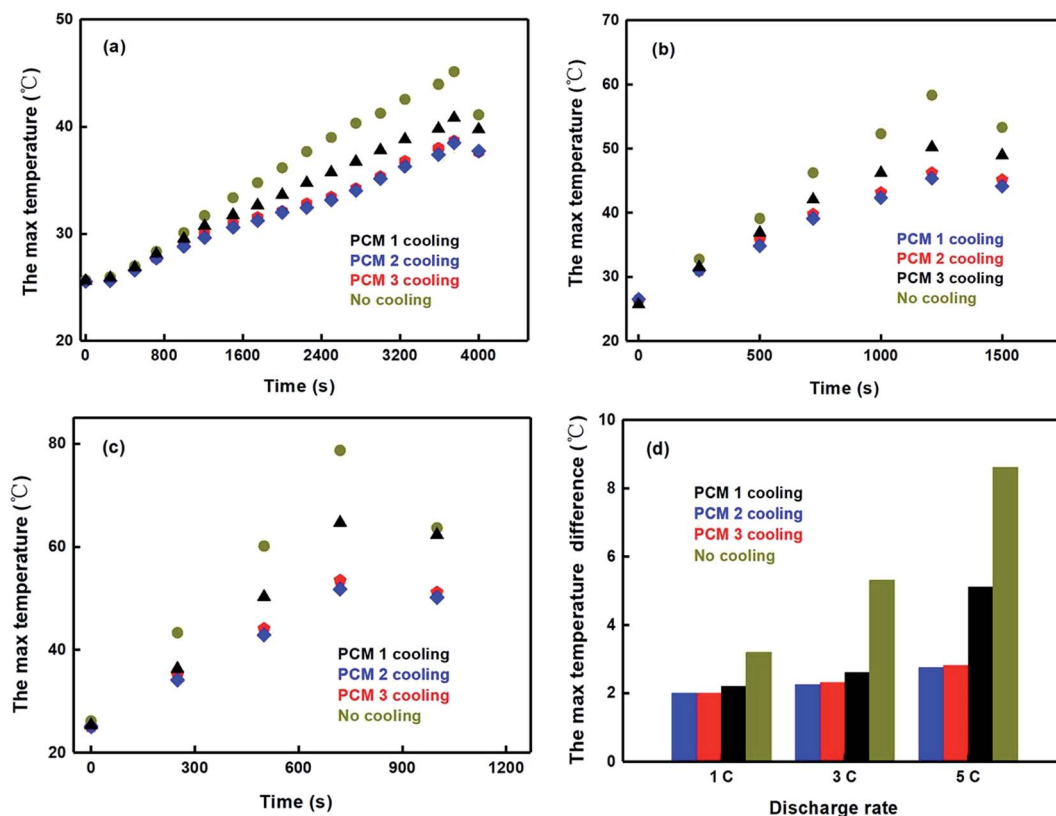 (a)
The max temperature (℃)
50
40
30
20
PCM 1 cooling
PCM 2 cooling
PCM 3 cooling
No cooling
0 800 1600 2400 3200 4000
Time (s)
(b)
The max temperature (℃)
70
60
50
40
30
20
PCM 1 cooling
PCM 2 cooling
PCM 3 cooling
No cooling
0 500 1000 1500
Time (s)
(c)
The max temperature (℃)
80
60
40
20
PCM 1 cooling
PCM 2 cooling
PCM 3 cooling
No cooling
0 300 600 900 1200
Time (s)
(d)
The max temperature difference (℃)
10
8
6
4
2
0
PCM 1 cooling
PCM 2 cooling
PCM 3 cooling
No cooling
1 C 3 C 5 C
Discharge rate